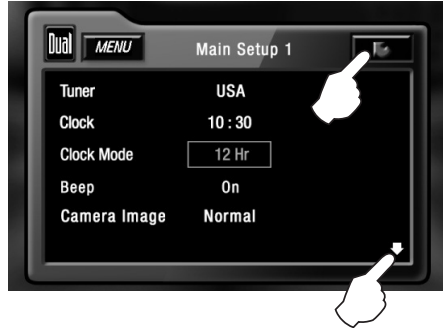 Dual MENU Main Setup 1
Tuner USA
Clock 10 : 30
Clock Mode 12 Hr
Beep On
Camera Image Normal